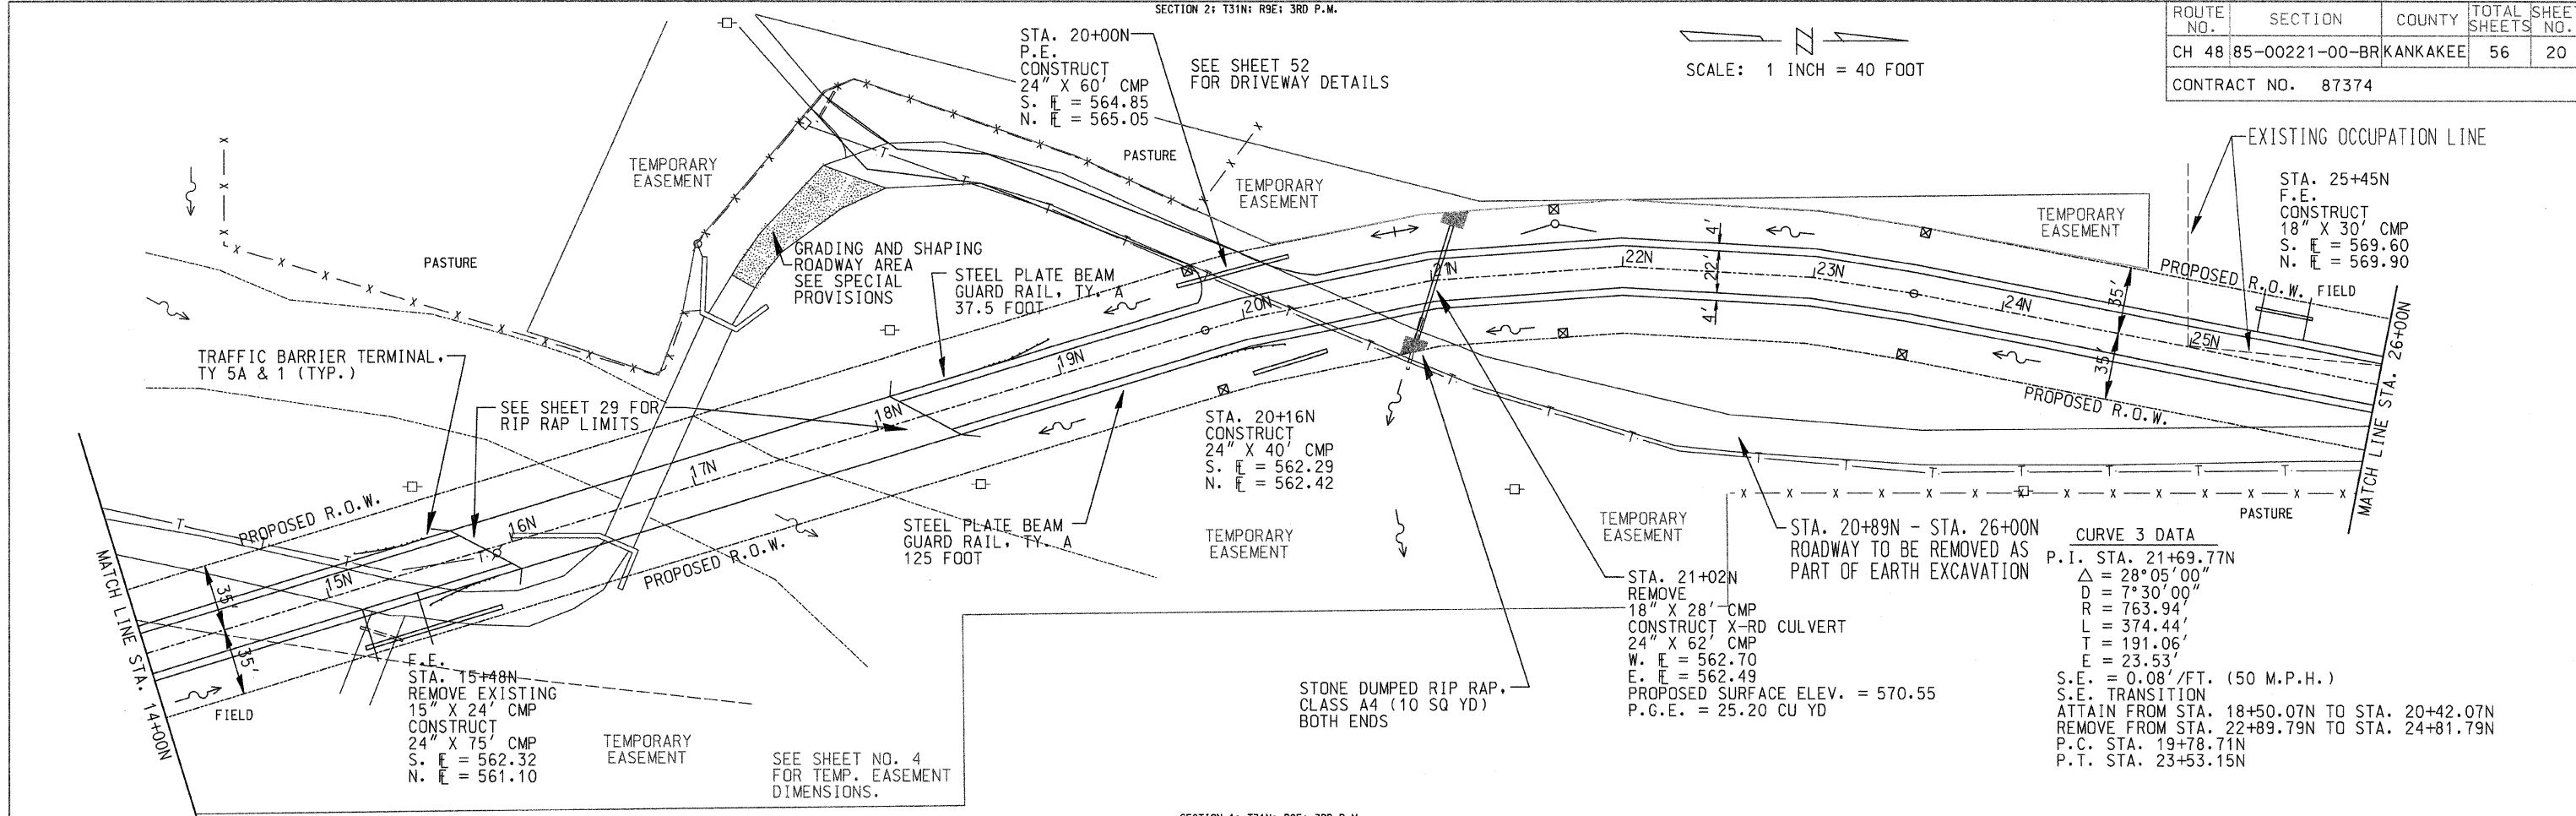 SECTION 2; T31N; R9E; 3RD P.M.
ROUTE NO. SECTION COUNTY TOTAL SHEETS SHEET NO.
CH 48 85-00221-00-BR KANKAKEE 56 20
CONTRACT NO. 87374
N
SCALE: 1 INCH = 40 FOOT
STA. 20+00N
P.E.
CONSTRUCT
24" X 60' CMP
S. FL = 564.85
N. FL = 565.05
SEE SHEET 52
FOR DRIVEWAY DETAILS
EXISTING OCCUPATION LINE
STA. 25+45N
F.E.
CONSTRUCT
18" X 30' CMP
S. FL = 569.60
N. FL = 569.90
TEMPORARY
EASEMENT
PASTURE
TEMPORARY
EASEMENT
TEMPORARY
EASEMENT
PASTURE
GRADING AND SHAPING
ROADWAY AREA
SEE SPECIAL
PROVISIONS
STEEL PLATE BEAM
GUARD RAIL, TY. A
37.5 FOOT
PROPOSED R.O.W.
FIELD
15N
16N
17N
18N
19N
20N
21N
22N
23N
24N
25N
4'
22'
4'
35'
35'
TRAFFIC BARRIER TERMINAL,
TY 5A & 1 (TYP.)
SEE SHEET 29 FOR
RIP RAP LIMITS
PROPOSED R.O.W.
MATCH LINE STA. 26+00N
STA. 20+16N
CONSTRUCT
24" X 40' CMP
S. FL = 562.29
N. FL = 562.42
PROPOSED R.O.W.
STEEL PLATE BEAM
GUARD RAIL, TY. A
125 FOOT
TEMPORARY
EASEMENT
TEMPORARY
EASEMENT
PASTURE
STA. 20+89N - STA. 26+00N
ROADWAY TO BE REMOVED AS
PART OF EARTH EXCAVATION
PROPOSED R.O.W.
MATCH LINE STA. 14+00N
35'
35'
FIELD
F.E.
STA. 15+48N
REMOVE EXISTING
15" X 24' CMP
CONSTRUCT
24" X 75' CMP
S. FL = 562.32
N. FL = 561.10
TEMPORARY
EASEMENT
SEE SHEET NO. 4
FOR TEMP. EASEMENT
DIMENSIONS.
STONE DUMPED RIP RAP,
CLASS A4 (10 SQ YD)
BOTH ENDS
STA. 21+02N
REMOVE
18" X 28' CMP
CONSTRUCT X-RD CULVERT
24" X 62' CMP
W. FL = 562.70
E. FL = 562.49
PROPOSED SURFACE ELEV. = 570.55
P.G.E. = 25.20 CU YD
CURVE 3 DATA
P.I. STA. 21+69.77N
△ = 28°05'00"
D = 7°30'00"
R = 763.94'
L = 374.44'
T = 191.06'
E = 23.53'
S.E. = 0.08'/FT. (50 M.P.H.)
S.E. TRANSITION
ATTAIN FROM STA. 18+50.07N TO STA. 20+42.07N
REMOVE FROM STA. 22+89.79N TO STA. 24+81.79N
P.C. STA. 19+78.71N
P.T. STA. 23+53.15N